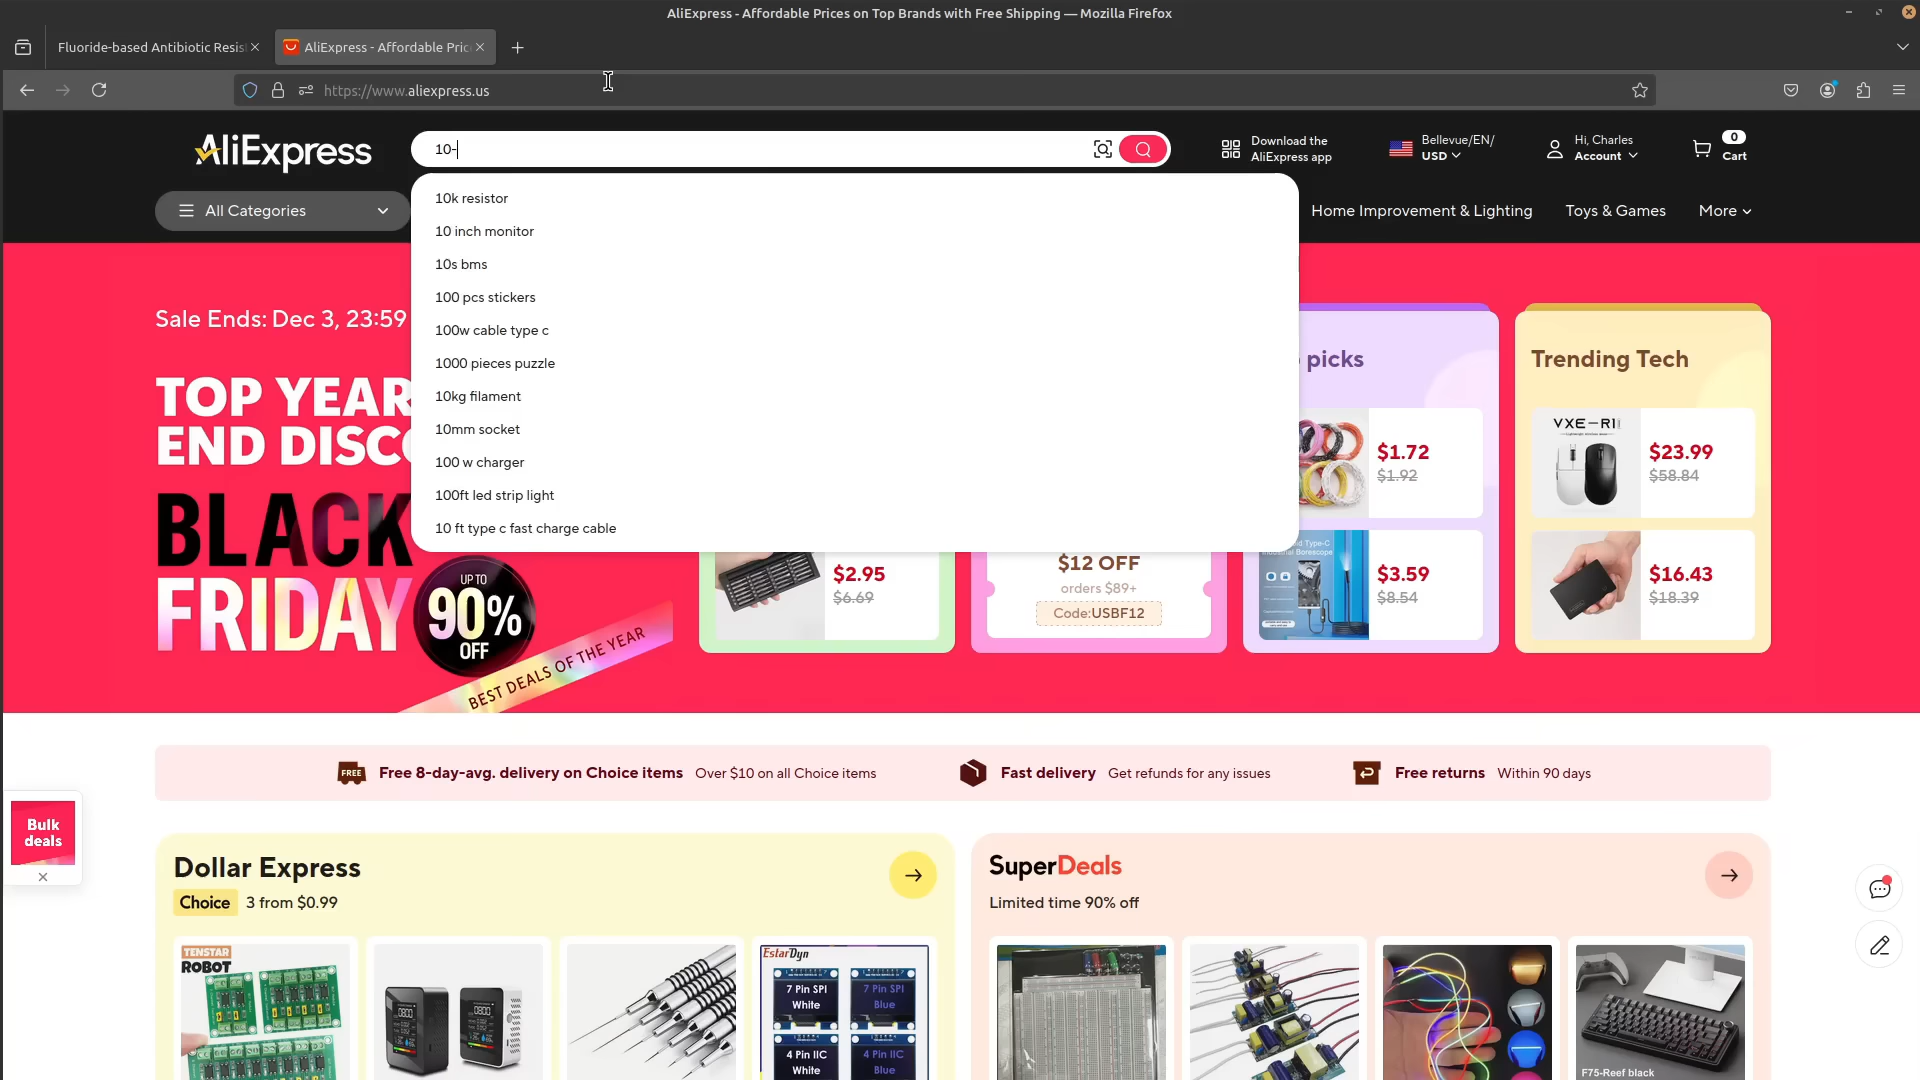 AliExpress - Affordable Prices on Top Brands with Free Shipping — Mozilla Firefox
Fluoride-based Antibiotic Resis
AliExpress - Affordable Pric
https://www.aliexpress.us
AliExpress
10-
Download the
AliExpress app
Bellevue/EN/
USD
Hi, Charles
Account
0
Cart
All Categories
Home Improvement & Lighting
Toys & Games
More
10k resistor
10 inch monitor
10s bms
100 pcs stickers
100w cable type c
1000 pieces puzzle
10kg filament
10mm socket
100 w charger
100ft led strip light
10 ft type c fast charge cable
Sale Ends: Dec 3, 23:59
TOP YEAR
END DISCO
BLACK
FRIDAY
UP TO
90%
OFF
BEST DEALS OF THE YEAR
$2.95
$6.69
$12 OFF
orders $89+
Code:USBF12
picks
$1.72
$1.92
$3.59
$8.54
Trending Tech
VXE-R1
$23.99
$58.84
$16.43
$18.39
FREE
Free 8-day-avg. delivery on Choice items
Over $10 on all Choice items
Fast delivery
Get refunds for any issues
Free returns
Within 90 days
Bulk
deals
Dollar Express
Choice
3 from $0.99
SuperDeals
Limited time 90% off
TENSTAR
ROBOT
EstarDyn
7 Pin SPI
White
7 Pin SPI
Blue
4 Pin IIC
White
4 Pin IIC
Blue
F75-Reef black